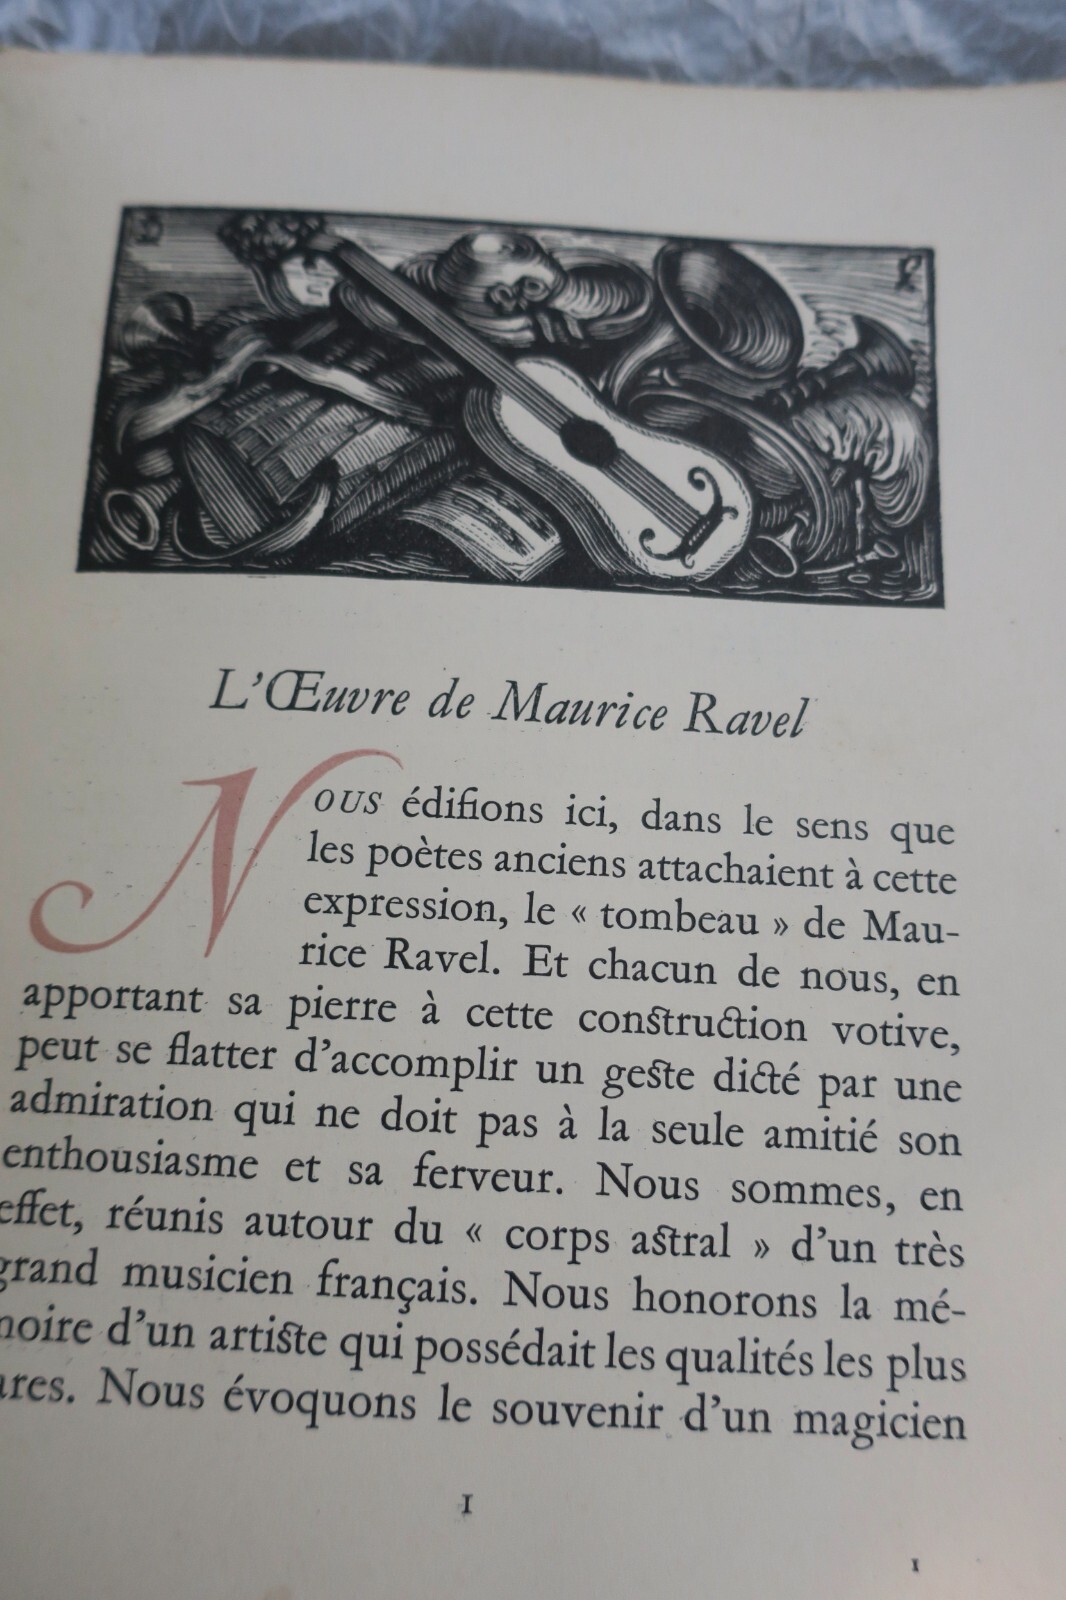 L'Œuvre de Maurice Ravel
NOUS édifions ici, dans le sens que
les poètes anciens attachaient à cette
expression, le « tombeau » de Mau-
rice Ravel. Et chacun de nous, en
apportant sa pierre à cette construction votive,
peut se flatter d'accomplir un geste dicté par une
admiration qui ne doit pas à la seule amitié son
enthousiasme et sa ferveur. Nous sommes, en
effet, réunis autour du « corps astral » d'un très
grand musicien français. Nous honorons la mé-
moire d'un artiste qui possédait les qualités les plus
rares. Nous évoquons le souvenir d'un magicien
I
1